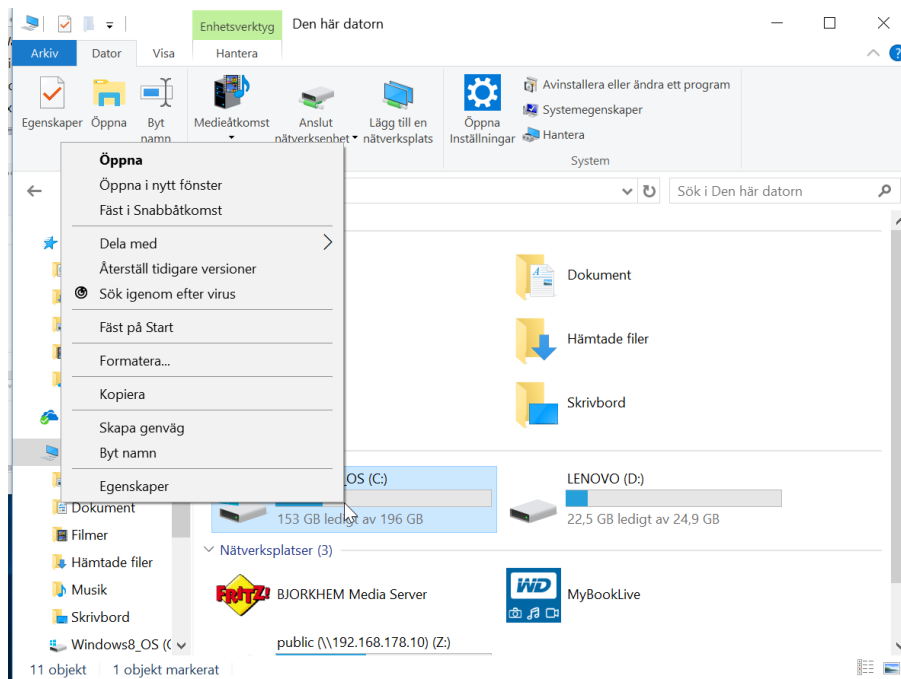 Enhetsverktyg
Den här datorn
Arkiv
Dator
Visa
Hantera
Egenskaper
Öppna
Byt
namn
Medieåtkomst
Anslut
nätverksenhet
Lägg till en
nätverksplats
Öppna
Inställningar
Avinstallera eller ändra ett program
Systemegenskaper
Hantera
System
Sök i Den här datorn
Öppna
Öppna i nytt fönster
Fäst i Snabbåtkomst
Dela med
Återställ tidigare versioner
Sök igenom efter virus
Fäst på Start
Formatera...
Kopiera
Skapa genväg
Byt namn
Egenskaper
Dokument
Hämtade filer
Skrivbord
_OS (C:)
153 GB ledigt av 196 GB
LENOVO (D:)
22,5 GB ledigt av 24,9 GB
Nätverksplatser (3)
FRITZ!
BJORKHEM Media Server
WD
MyBookLive
public (\\192.168.178.10) (Z:)
Dokument
Filmer
Hämtade filer
Musik
Skrivbord
Windows8_OS (
11 objekt
1 objekt markerat